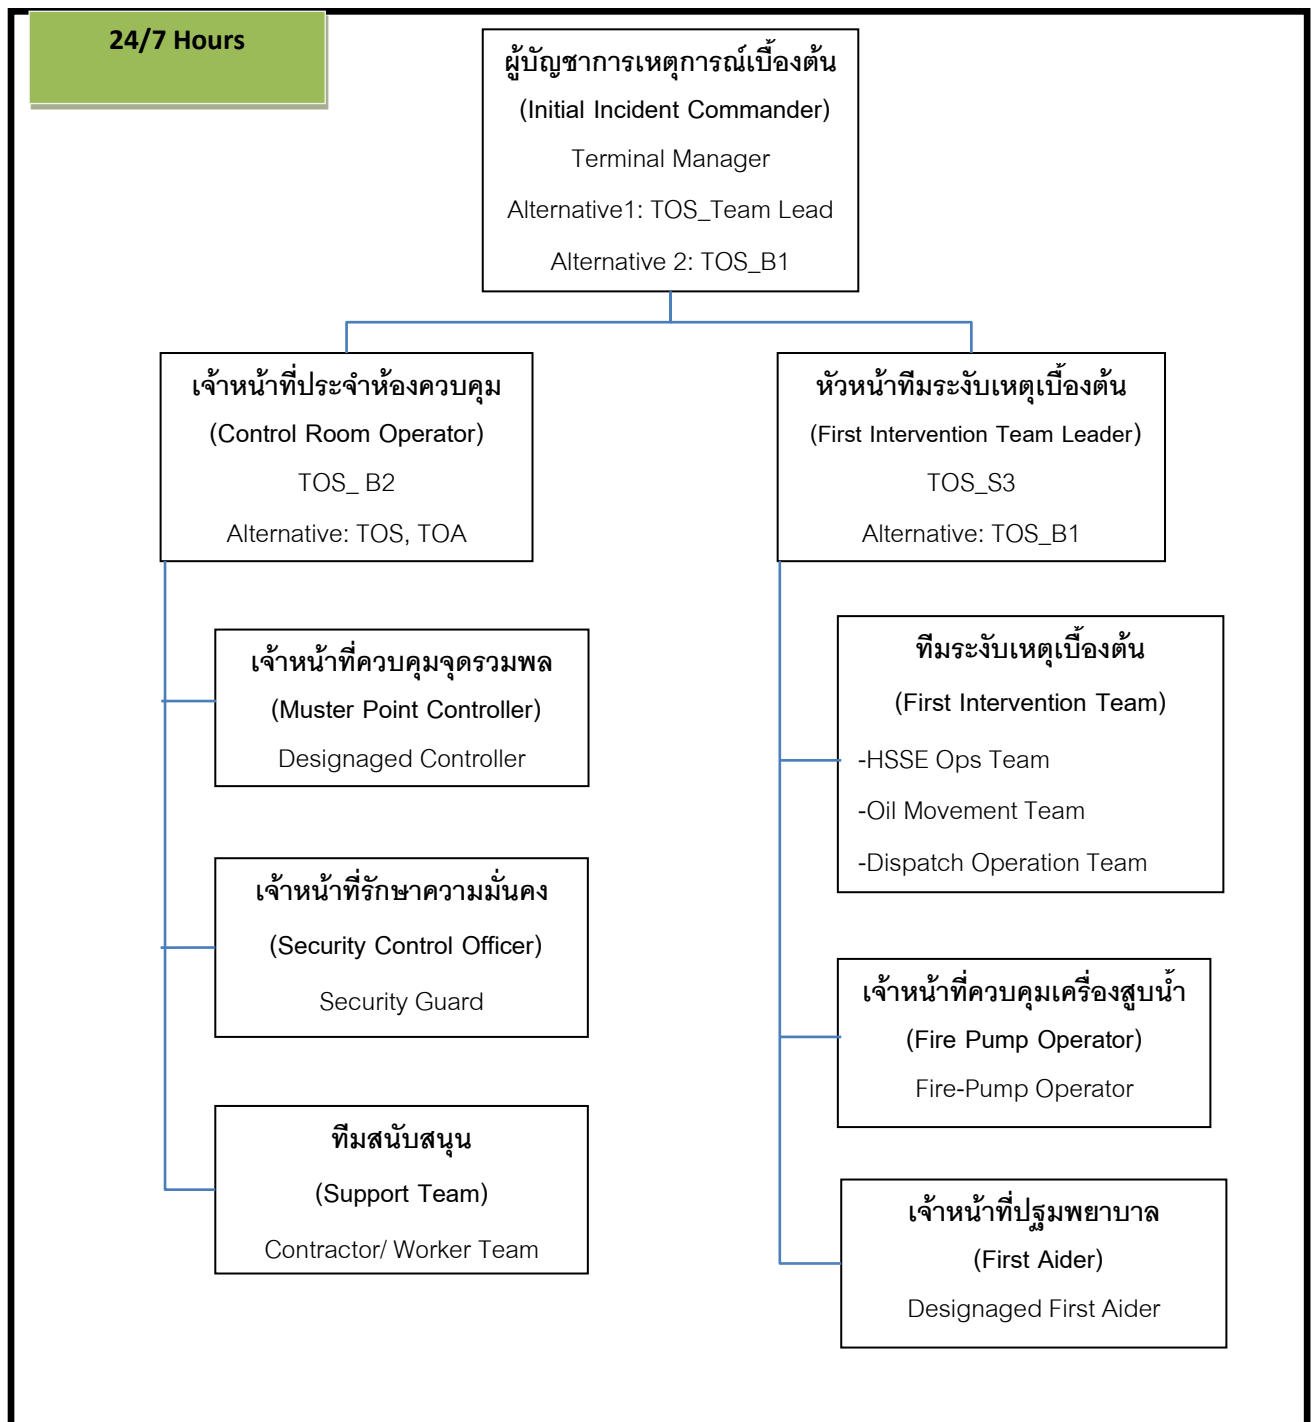 24/7 Hours
ผู้บัญชาการเหตุการณ์เบื้องต้น
(Initial Incident Commander)
Terminal Manager
Alternative1: TOS_Team Lead
Alternative 2: TOS_B1
เจ้าหน้าที่ประจำห้องควบคุม
(Control Room Operator)
TOS_ B2
Alternative: TOS, TOA
หัวหน้าทีมระงับเหตุเบื้องต้น
(First Intervention Team Leader)
TOS_S3
Alternative: TOS_B1
เจ้าหน้าที่ควบคุมจุดรวมพล
(Muster Point Controller)
Designaged Controller
เจ้าหน้าที่รักษาความมั่นคง
(Security Control Officer)
Security Guard
ทีมสนับสนุน
(Support Team)
Contractor/ Worker Team
ทีมระงับเหตุเบื้องต้น
(First Intervention Team)
-HSSE Ops Team
-Oil Movement Team
-Dispatch Operation Team
เจ้าหน้าที่ควบคุมเครื่องสูบน้ำ
(Fire Pump Operator)
Fire-Pump Operator
เจ้าหน้าที่ปฐมพยาบาล
(First Aider)
Designaged First Aider